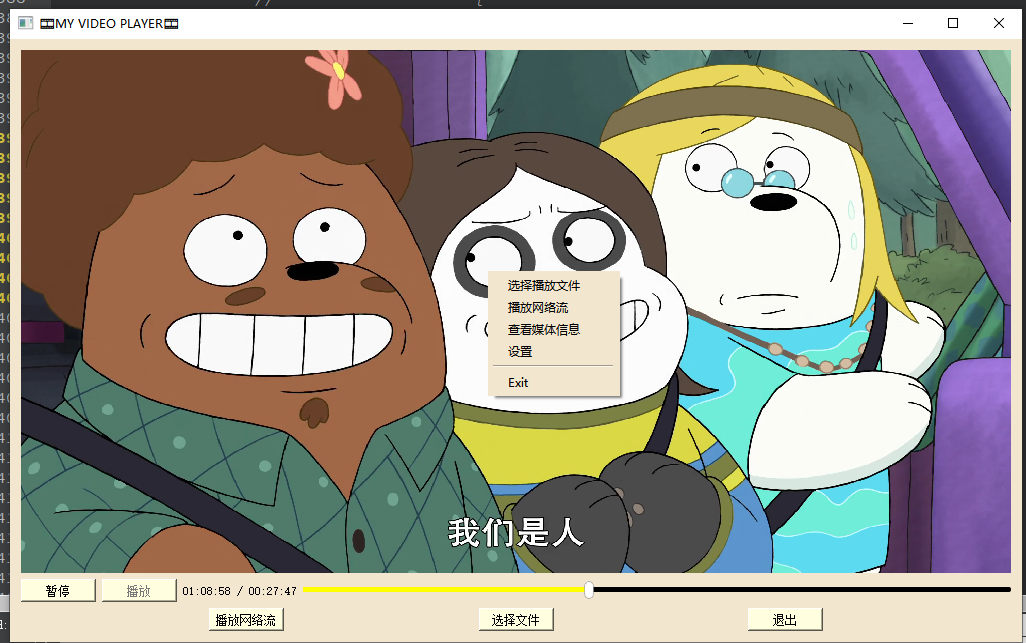 MY VIDEO PLAYER
选择播放文件
播放网络流
查看媒体信息
设置
Exit
我们是人
暂停
播放
01:08:58 / 00:27:47
播放网络流
选择文件
退出